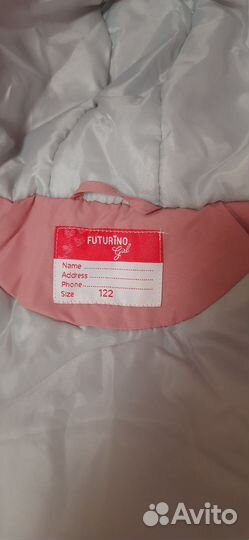 FUTURINO
Girl
Name
Address
Phone
Size 122
Avito